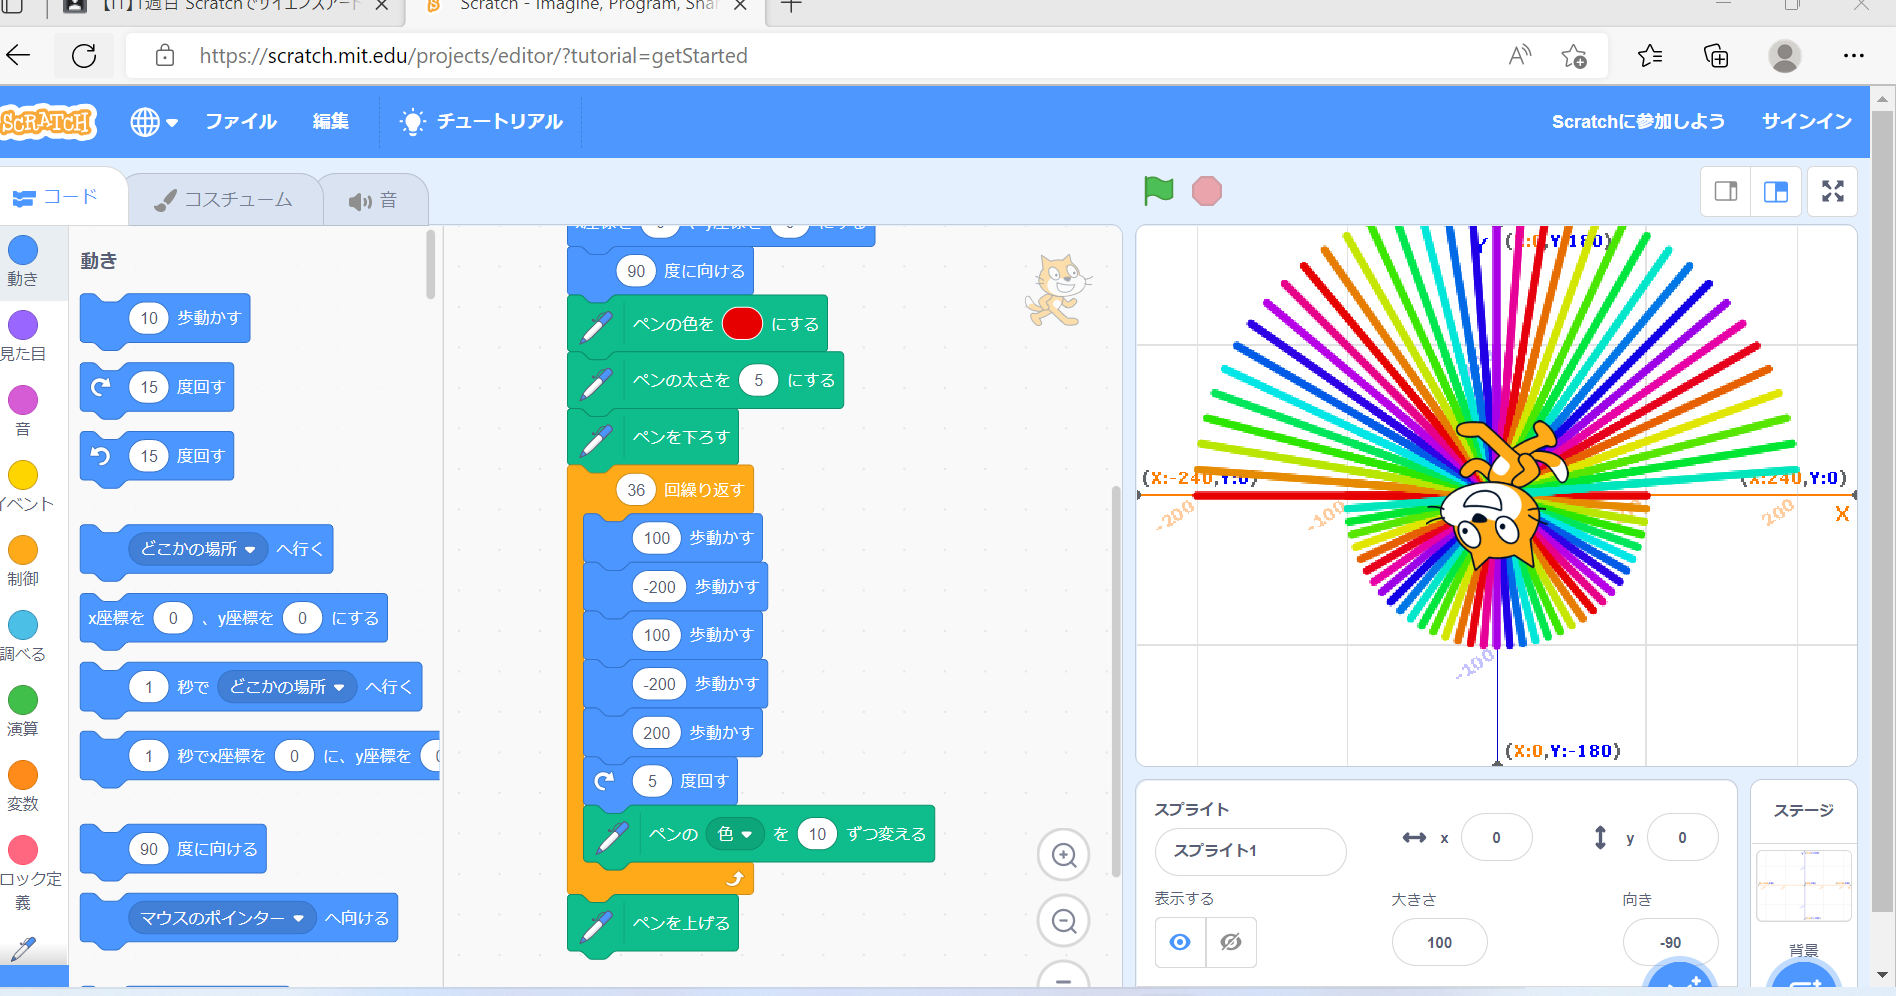 【IT】1週目 Scratchでサイエンスアート
Scratch - Imagine, Program, Shar
https://scratch.mit.edu/projects/editor/?tutorial=getStarted
SCRATCH
ファイル
編集
チュートリアル
Scratchに参加しよう
サインイン
コード
コスチューム
音
動き
見た目
音
イベント
制御
調べる
演算
変数
ロック定
義
動き
10 歩動かす
15 度回す
15 度回す
どこかの場所 へ行く
x座標を 0 、y座標を 0 にする
1 秒で どこかの場所 へ行く
1 秒でx座標を 0 に、y座標を
90 度に向ける
マウスのポインター へ向ける
x座標を 0 、y座標を 0 にする
90 度に向ける
ペンの色を にする
ペンの太さを 5 にする
ペンを下ろす
36 回繰り返す
100 歩動かす
-200 歩動かす
100 歩動かす
-200 歩動かす
200 歩動かす
5 度回す
ペンの 色 を 10 ずつ変える
ペンを上げる
Y (X:0,Y:180)
(X:-240,Y:0)
(X:240,Y:0)
-200
-100
200
X
-100
(X:0,Y:-180)
スプライト
スプライト1
x 0
y 0
表示する
大きさ
100
向き
-90
ステージ
背景